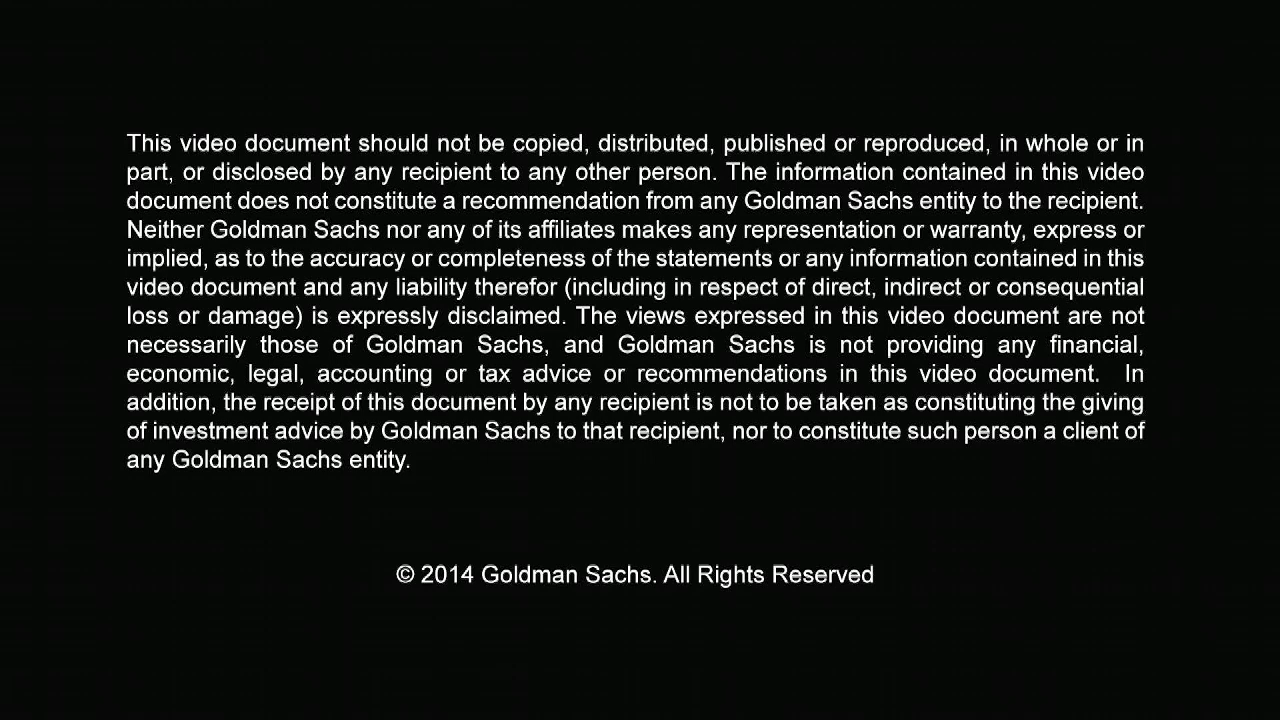 This video document should not be copied, distributed, published or reproduced, in whole or in
part, or disclosed by any recipient to any other person. The information contained in this video
document does not constitute a recommendation from any Goldman Sachs entity to the recipient.
Neither Goldman Sachs nor any of its affiliates makes any representation or warranty, express or
implied, as to the accuracy or completeness of the statements or any information contained in this
video document and any liability therefor (including in respect of direct, indirect or consequential
loss or damage) is expressly disclaimed. The views expressed in this video document are not
necessarily those of Goldman Sachs, and Goldman Sachs is not providing any financial,
economic, legal, accounting or tax advice or recommendations in this video document.  In
addition, the receipt of this document by any recipient is not to be taken as constituting the giving
of investment advice by Goldman Sachs to that recipient, nor to constitute such person a client of
any Goldman Sachs entity.
© 2014 Goldman Sachs. All Rights Reserved